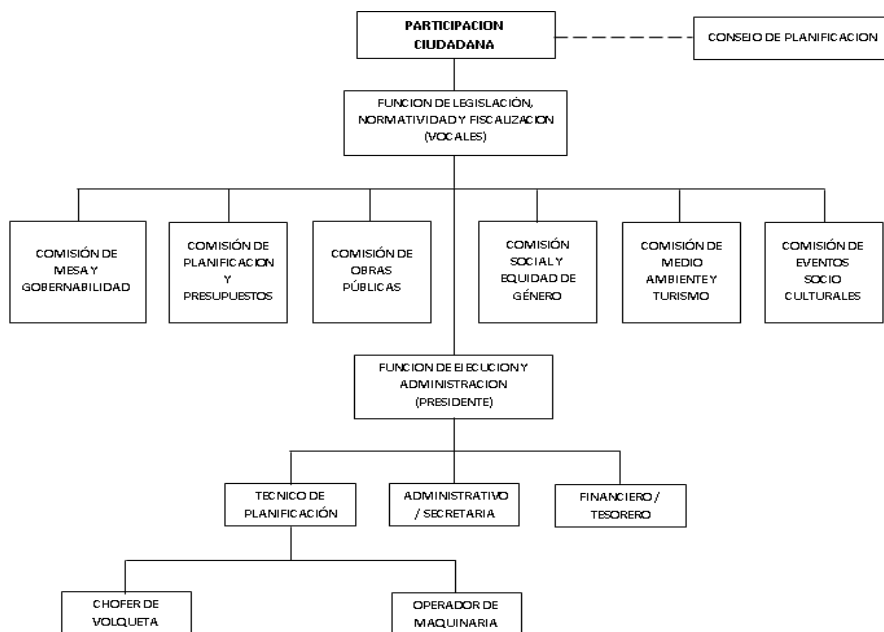 PARTICIPACION
CIUDADANA
CONSEJO DE PLANIFICACION
FUNCION DE LEGISLACIÓN,
NORMATIVIDAD Y FISCALIZACION
(VOCALES)
COMISIÓN DE
MESA Y
GOBERNABILIDAD
COMISIÓN DE
PLANIFICACION
Y
PRESUPUESTOS
COMISIÓN DE
OBRAS
PÚBLICAS
COMISIÓN
SOCIAL Y
EQUIDAD DE
GÉNERO
COMISIÓN DE
MEDIO
AMBIENTE Y
TURISMO
COMISIÓN DE
EVENTOS
SOCIO
CULTURALES
FUNCION DE EJECUCION Y
ADMINISTRACION
(PRESIDENTE)
TECNICO DE
PLANIFICACIÓN
ADMINISTRATIVO
/ SECRETARIA
FINANCIERO /
TESORERO
CHOFER DE
VOLQUETA
OPERADOR DE
MAQUINARIA